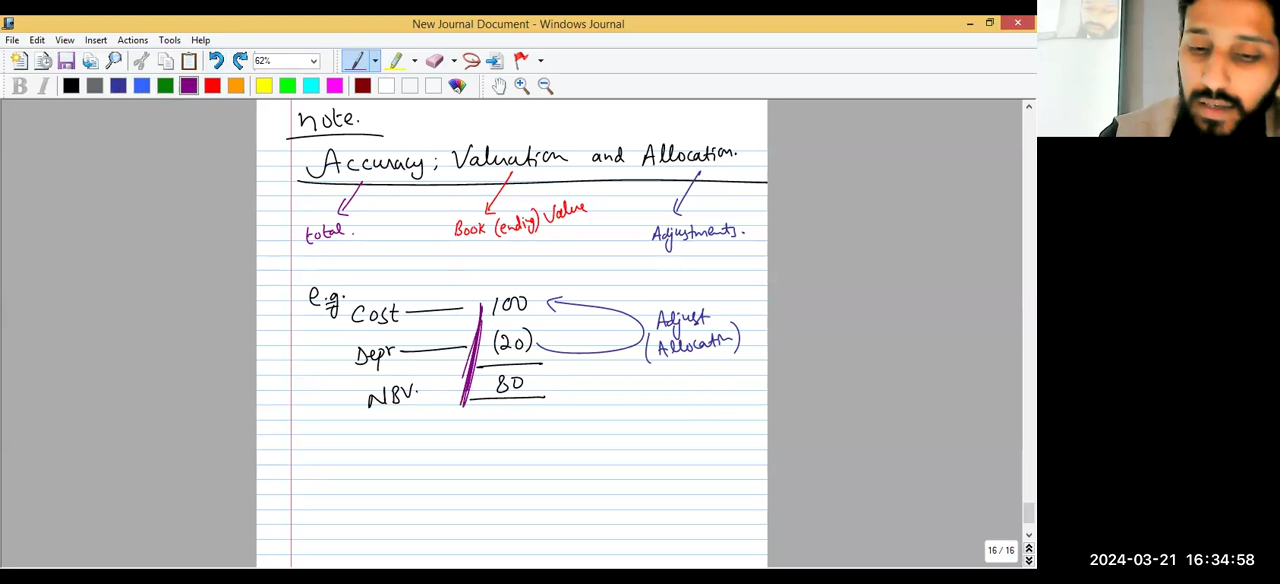 New Journal Document - Windows Journal
File Edit View Insert Actions Tools Help
62%
B I
note.
Accuracy; Valuation and Allocation.
total. Book (ending) Value Adjustments.
e.g. Cost 100
Depr (20)
NBV. 80
Adjust
(Allocatn)
16 / 16
2024-03-21 16:34:58